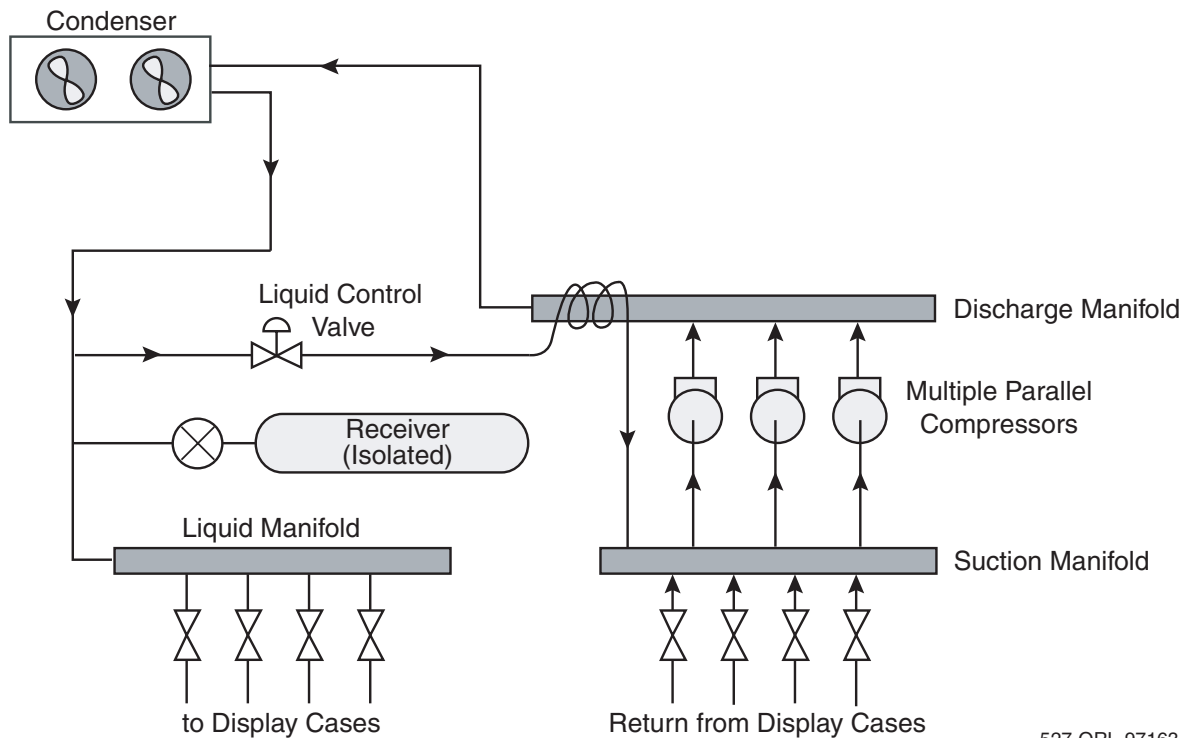 Condenser
Liquid Control
Valve
Discharge Manifold
Multiple Parallel
Compressors
Receiver
(Isolated)
Liquid Manifold
Suction Manifold
to Display Cases
Return from Display Cases